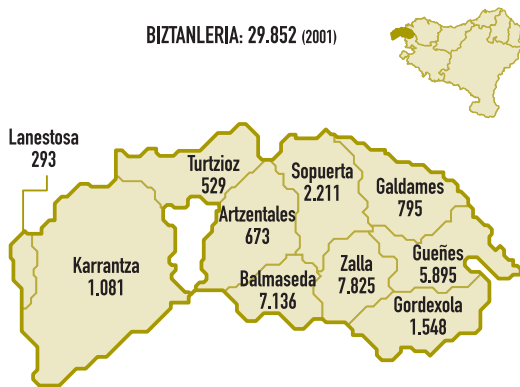 BIZTANLERIA: 29.852 (2001)
Lanestosa
293
Turtzioz
529
Sopuerta
2.211
Galdames
795
Artzentales
673
Karrantza
1.081
Balmaseda
7.136
Zalla
7.825
Gueñes
5.895
Gordexola
1.548